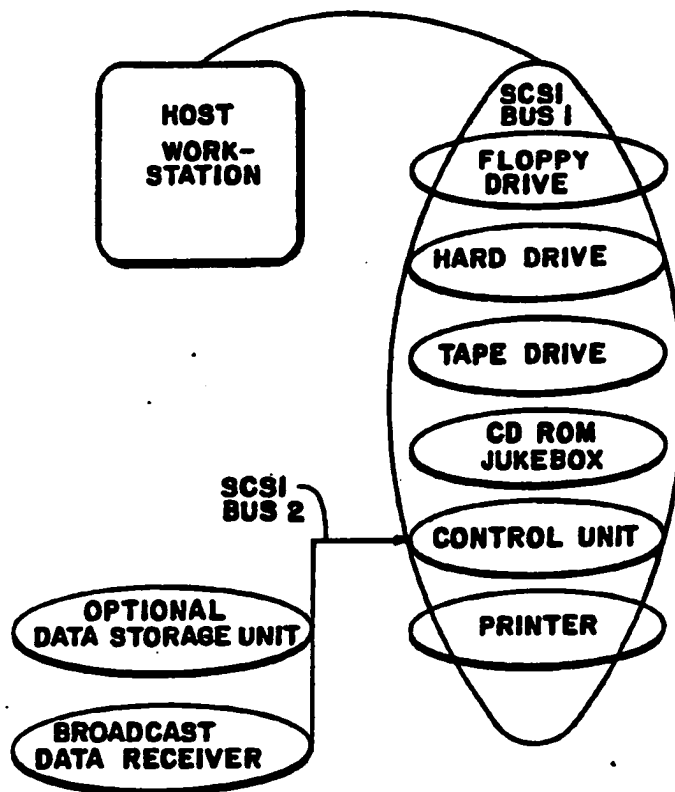 HOST
WORK-
STATION
SCSI
BUS 1
FLOPPY
DRIVE
HARD DRIVE
TAPE DRIVE
CD ROM
JUKEBOX
SCSI
BUS 2
CONTROL UNIT
OPTIONAL
DATA STORAGE UNIT
PRINTER
BROADCAST
DATA RECEIVER